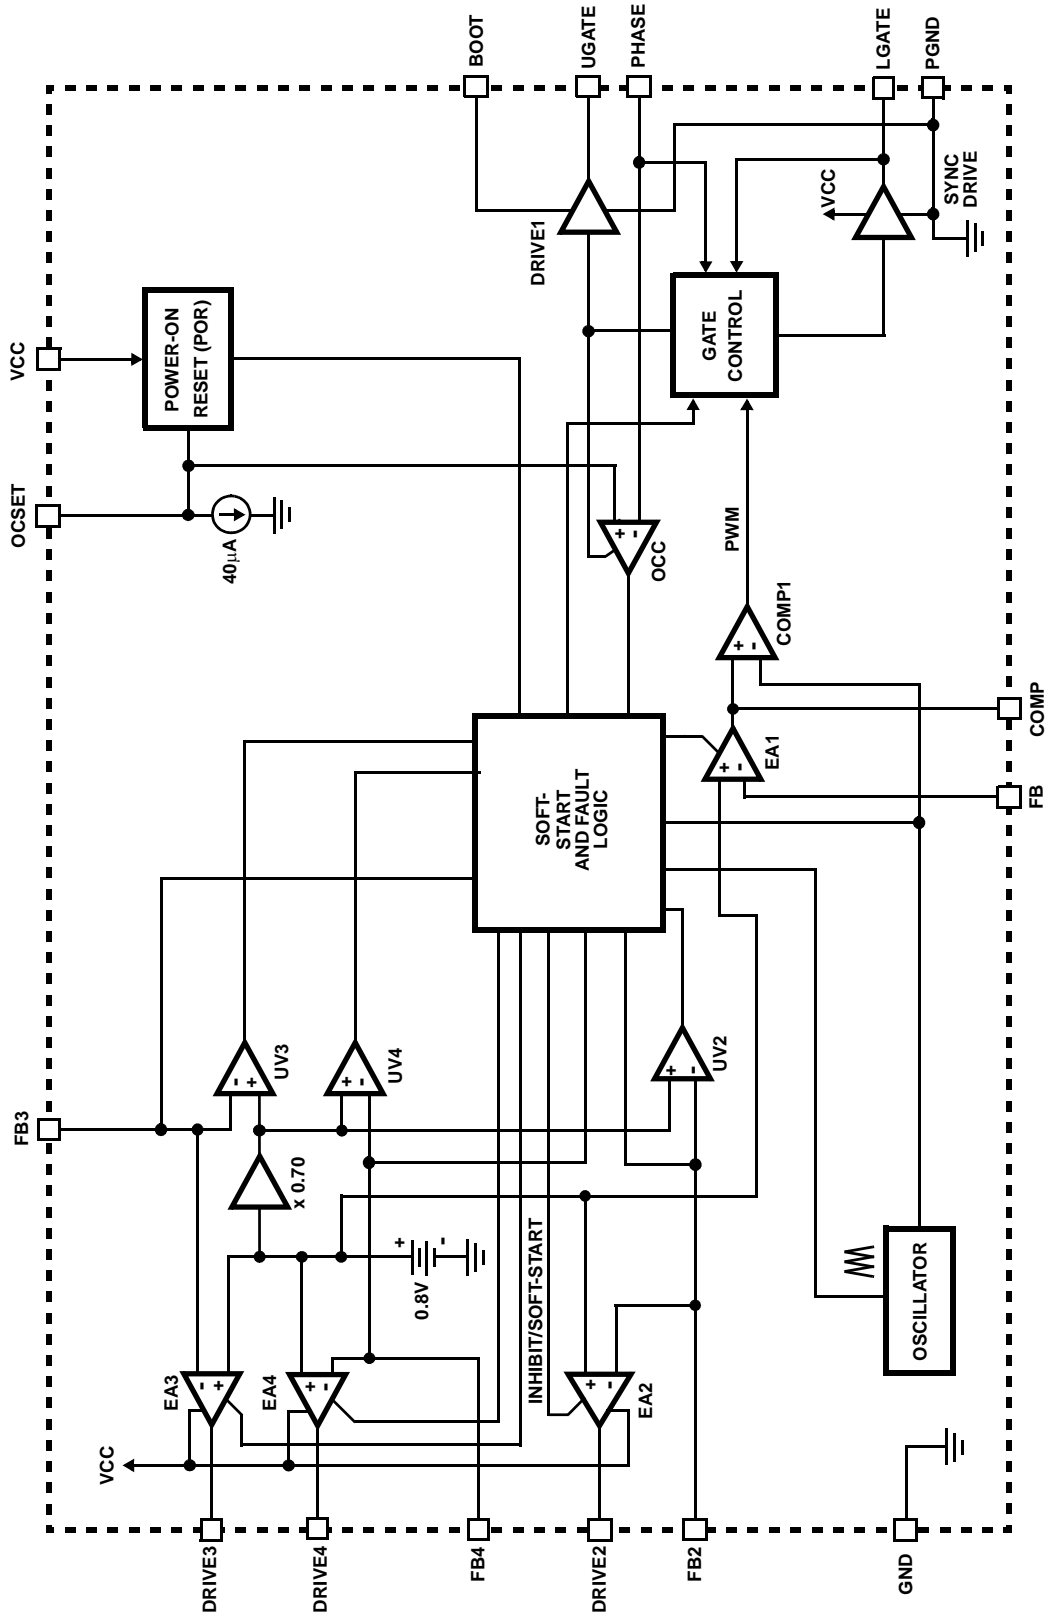 VCC
OCSET
FB3
POWER-ON
RESET (POR)
40µA
BOOT
UGATE
PHASE
LGATE
PGND
DRIVE1
VCC
SYNC
DRIVE
GATE
CONTROL
+
-
OCC
PWM
+
-
COMP1
+
-
EA1
COMP
FB
SOFT-
START
AND FAULT
LOGIC
-
+
UV3
+
-
UV4
+
-
UV2
x 0.70
+
-
0.8V
INHIBIT/SOFT-START
-
+
EA3
+
-
EA4
+
-
EA2
VCC
OSCILLATOR
DRIVE3
DRIVE4
FB4
DRIVE2
FB2
GND